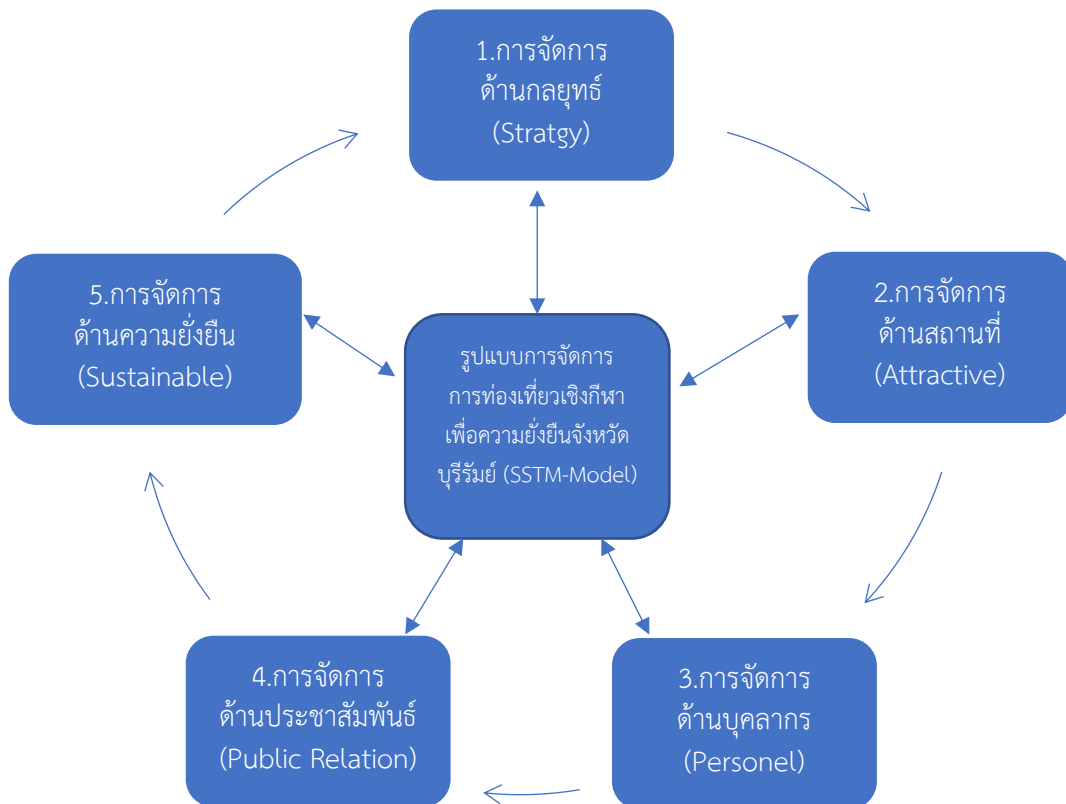 1.การจัดการ
ด้านกลยุทธ์
(Stratgy)
2.การจัดการ
ด้านสถานที่
(Attractive)
3.การจัดการ
ด้านบุคลากร
(Personel)
4.การจัดการ
ด้านประชาสัมพันธ์
(Public Relation)
5.การจัดการ
ด้านความยั่งยืน
(Sustainable)
รูปแบบการจัดการ
การท่องเที่ยวเชิงกีฬา
เพื่อความยั่งยืนจังหวัด
บุรีรัมย์ (SSTM-Model)